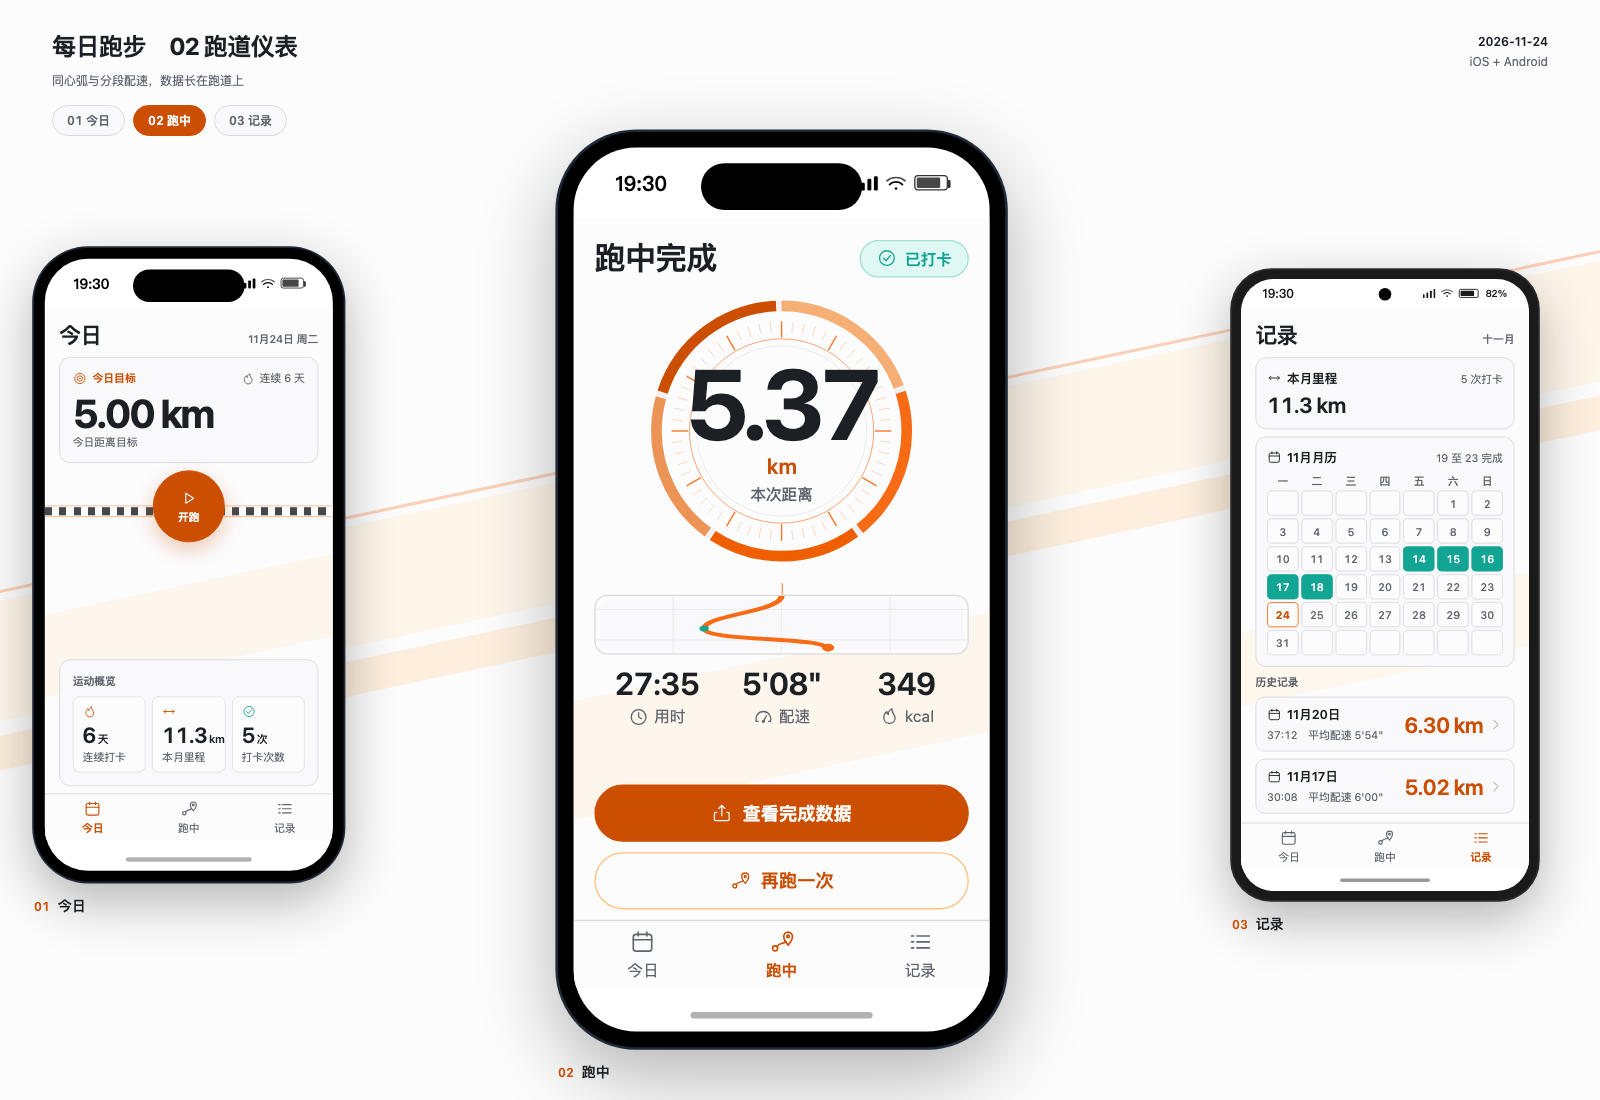 每日跑步 02 跑道仪表
同心弧与分段配速，数据长在跑道上
01 今日 02 跑中 03 记录
2026-11-24
iOS + Android
19:30
今日
11月24日 周二
今日目标
连续 6 天
5.00 km
今日距离目标
开跑
运动概览
6天
连续打卡
11.3km
本月里程
5次
打卡次数
今日 跑中 记录
01 今日
19:30
跑中完成
已打卡
5.37
km
本次距离
27:35 5'08" 349
用时 配速 kcal
查看完成数据
再跑一次
今日 跑中 记录
02 跑中
19:30
82%
记录
十一月
本月里程
5 次打卡
11.3 km
11月月历
19 至 23 完成
一 二 三 四 五 六 日
1 2
3 4 5 6 7 8 9
10 11 12 13 14 15 16
17 18 19 20 21 22 23
24 25 26 27 28 29 30
31
历史记录
11月20日
37:12 平均配速 5'54"
6.30 km
11月17日
30:08 平均配速 6'00"
5.02 km
今日 跑中 记录
03 记录